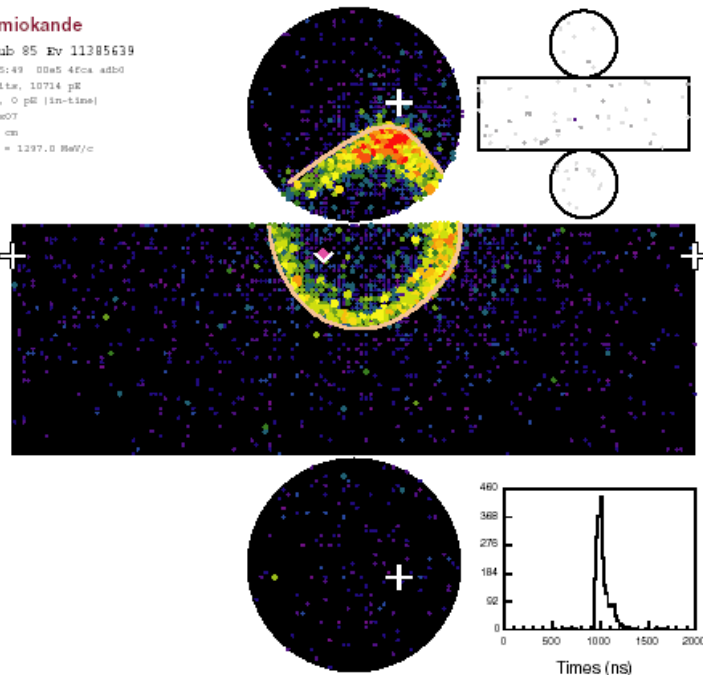 miokande
ub 85 Ev 11385639
5:49 00e5 4fca adb0
its, 10714 pE
, 0 pE (in-time)
x07
cm
= 1297.0 MeV/c
460
368
276
184
92
0
0 500 1000 1500 2000
Times (ns)